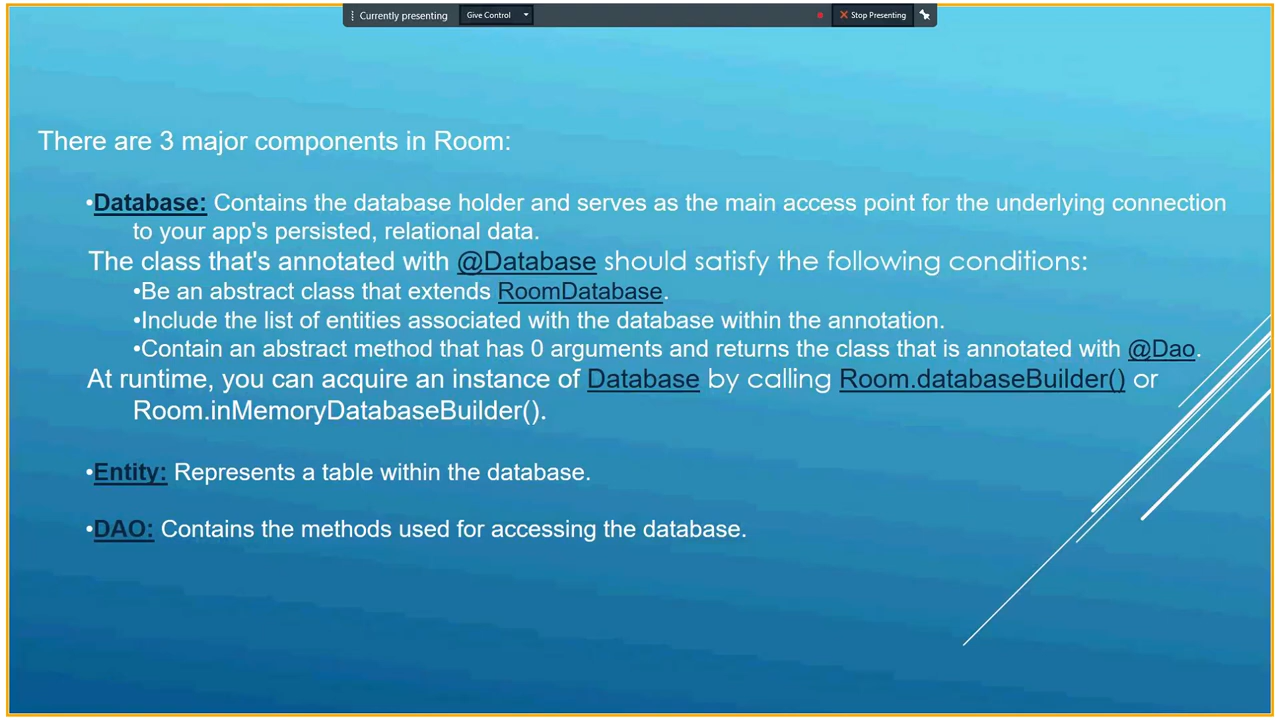 Currently presenting Give Control Stop Presenting
There are 3 major components in Room:
•Database: Contains the database holder and serves as the main access point for the underlying connection
to your app's persisted, relational data.
The class that's annotated with @Database should satisfy the following conditions:
•Be an abstract class that extends RoomDatabase.
•Include the list of entities associated with the database within the annotation.
•Contain an abstract method that has 0 arguments and returns the class that is annotated with @Dao.
At runtime, you can acquire an instance of Database by calling Room.databaseBuilder() or
Room.inMemoryDatabaseBuilder().
•Entity: Represents a table within the database.
•DAO: Contains the methods used for accessing the database.